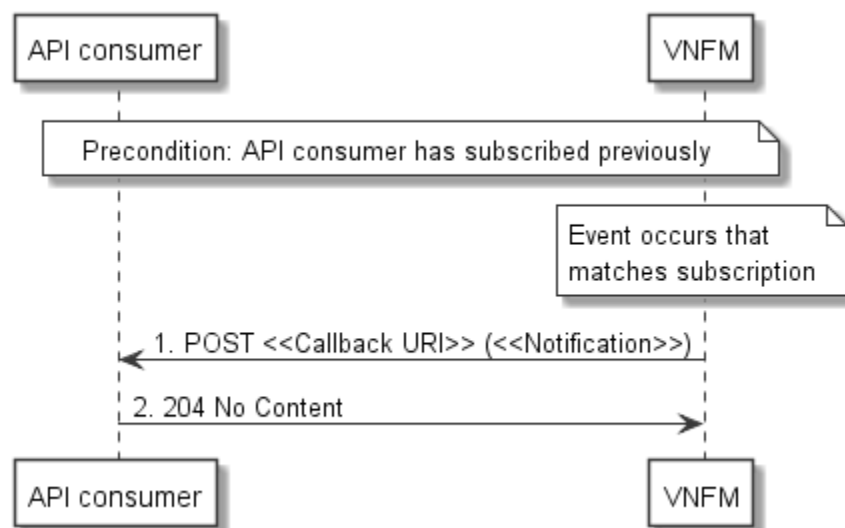 API consumer
VNFM
Precondition: API consumer has subscribed previously
Event occurs that
matches subscription
1. POST <<Callback URI>> (<<Notification>>)
2. 204 No Content
API consumer
VNFM